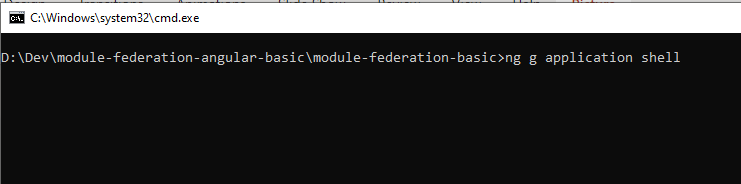 C:\Windows\system32\cmd.exe
D:\Dev\module-federation-angular-basic\module-federation-basic>ng g application shell